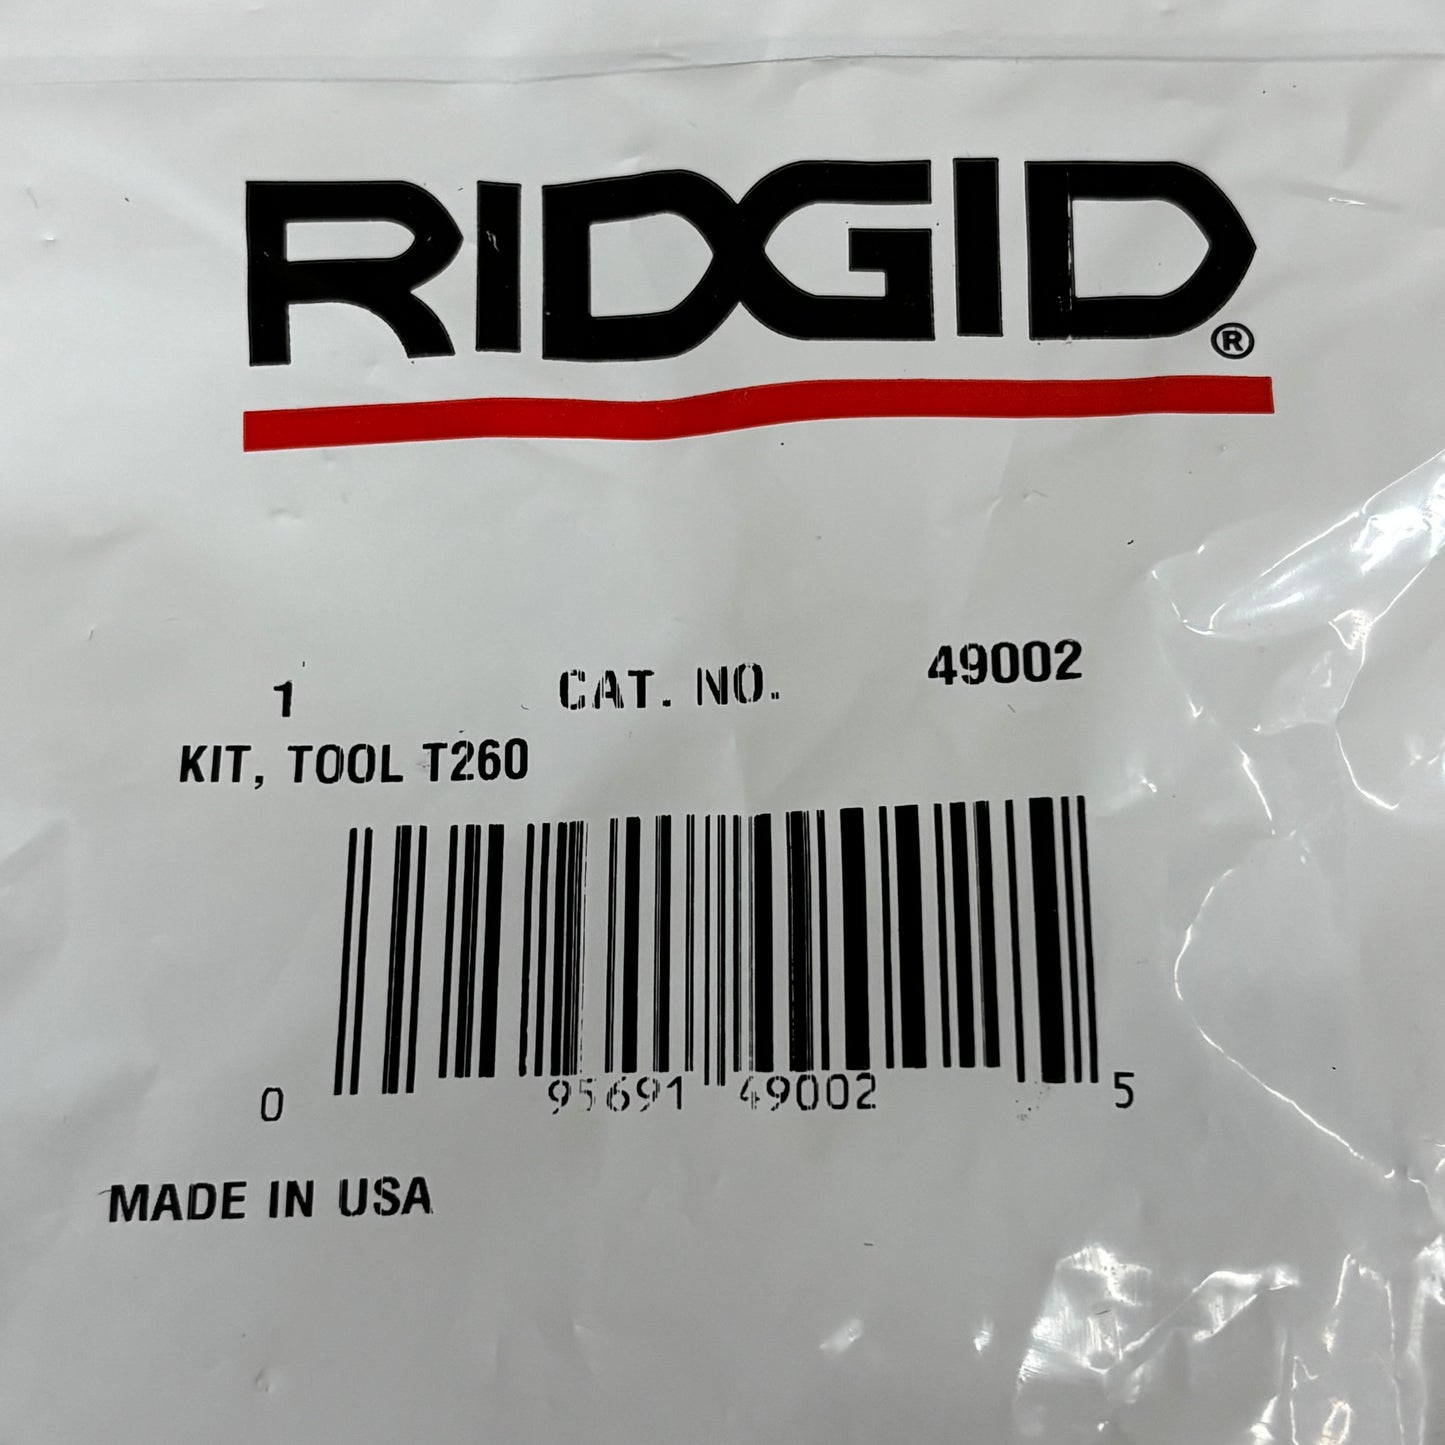 RIDGID®
1 CAT. NO. 49002
KIT, TOOL T260
0 95691 49002 5
MADE IN USA